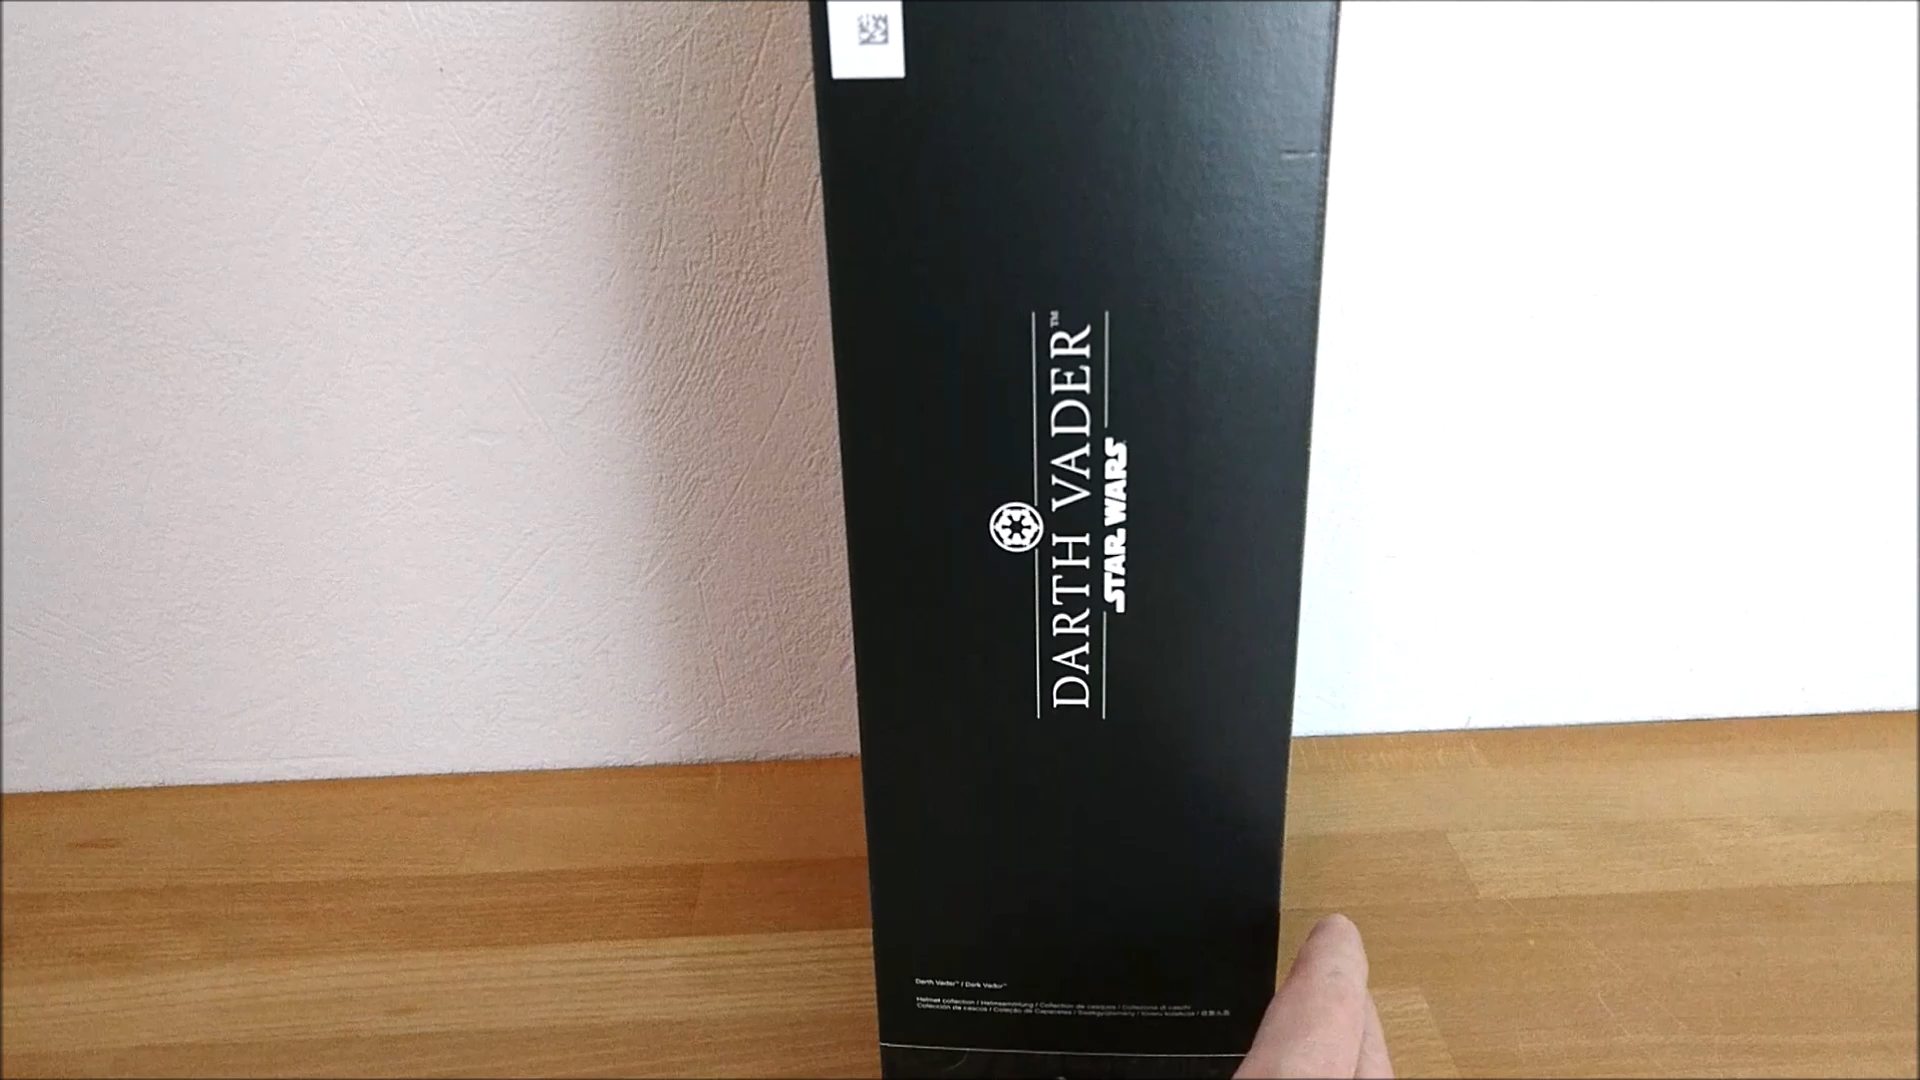 DARTH VADER™
STAR WARS
Darth Vader™ / Dark Vador™
Helmet collection / Helmsammlung / Collection de casques / Collezione di caschi
Colección de cascos / Coleção de Capacetes /